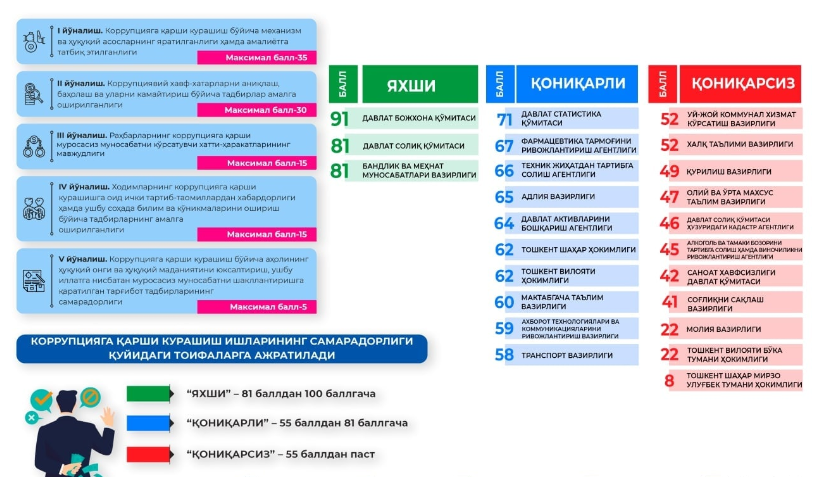 I йўналиш. Коррупцияга қарши курашиш бўйича механизм
ва ҳуқуқий асосларнинг яратилганлиги ҳамда амалиётга
татбиқ этилганлиги
Максимал балл-35
II йўналиш. Коррупциявий хавф-хатарларни аниқлаш,
баҳолаш ва уларни камайтириш бўйича тадбирлар амалга
оширилганлиги
Максимал балл-30
III йўналиш. Раҳбарларнинг коррупцияга қарши
муросасиз муносабатни кўрсатувчи хатти-ҳаракатларининг
мавжудлиги
Максимал балл-15
IV йўналиш. Ходимларнинг коррупцияга қарши
курашишга оид ички тартиб-таомиллардан хабардорлиги
ҳамда ушбу соҳада билим ва кўникмаларини ошириш
бўйича тадбирларнинг амалга
оширилганлиги
Максимал балл-15
V йўналиш. Коррупцияга қарши курашиш бўйича аҳолининг
ҳуқуқий онги ва ҳуқуқий маданиятини юксалтириш, ушбу
иллатга нисбатан муросасиз муносабатни шакллантиришга
қаратилган тарғибот тадбирларининг
самарадорлиги
Максимал балл-5
БАЛЛ
ЯХШИ
91 ДАВЛАТ БОЖХОНА ҚЎМИТАСИ
81 ДАВЛАТ СОЛИҚ ҚЎМИТАСИ
81 БАНДЛИК ВА МЕҲНАТ
МУНОСАБАТЛАРИ ВАЗИРЛИГИ
БАЛЛ
ҚОНИҚАРЛИ
71 ДАВЛАТ СТАТИСТИКА
ҚЎМИТАСИ
67 ФАРМАЦЕВТИКА ТАРМОҒИНИ
РИВОЖЛАНТИРИШ АГЕНТЛИГИ
66 ТЕХНИК ЖИҲАТДАН ТАРТИБГА
СОЛИШ АГЕНТЛИГИ
65 АДЛИЯ ВАЗИРЛИГИ
64 ДАВЛАТ АКТИВЛАРИНИ
БОШҚАРИШ АГЕНТЛИГИ
62 ТОШКЕНТ ШАҲАР ҲОКИМЛИГИ
62 ТОШКЕНТ ВИЛОЯТИ
ҲОКИМЛИГИ
60 МАКТАБГАЧА ТАЪЛИМ
ВАЗИРЛИГИ
59 АХБОРОТ ТЕХНОЛОГИЯЛАРИ ВА
КОММУНИКАЦИЯЛАРИНИ
РИВОЖЛАНТИРИШ ВАЗИРЛИГИ
58 ТРАНСПОРТ ВАЗИРЛИГИ
БАЛЛ
ҚОНИҚАРСИЗ
52 УЙ-ЖОЙ КОММУНАЛ ХИЗМАТ
КЎРСАТИШ ВАЗИРЛИГИ
52 ХАЛҚ ТАЪЛИМИ ВАЗИРЛИГИ
49 ҚУРИЛИШ ВАЗИРЛИГИ
47 ОЛИЙ ВА ЎРТА МАХСУС
ТАЪЛИМ ВАЗИРЛИГИ
46 ДАВЛАТ СОЛИҚ ҚЎМИТАСИ
ҲУЗУРИДАГИ КАДАСТР АГЕНТЛИГИ
45 АЛКОГОЛЬ ВА ТАМАКИ БОЗОРИНИ
ТАРТИБГА СОЛИШ ҲАМДА ВИНОЧИЛИКНИ
РИВОЖЛАНТИРИШ АГЕНТЛИГИ
42 САНОАТ ХАВФСИЗЛИГИ
ДАВЛАТ ҚЎМИТАСИ
41 СОҒЛИҚНИ САҚЛАШ
ВАЗИРЛИГИ
22 МОЛИЯ ВАЗИРЛИГИ
22 ТОШКЕНТ ВИЛОЯТИ БЎКА
ТУМАНИ ҲОКИМЛИГИ
8 ТОШКЕНТ ШАҲАР МИРЗО
УЛУҒБЕК ТУМАНИ ҲОКИМЛИГИ
КОРРУПЦИЯГА ҚАРШИ КУРАШИШ ИШЛАРИНИНГ САМАРАДОРЛИГИ
ҚУЙИДАГИ ТОИФАЛАРГА АЖРАТИЛАДИ
“ЯХШИ” – 81 баллдан 100 баллгача
“ҚОНИҚАРЛИ” – 55 баллдан 81 баллгача
“ҚОНИҚАРСИЗ” – 55 баллдан паст